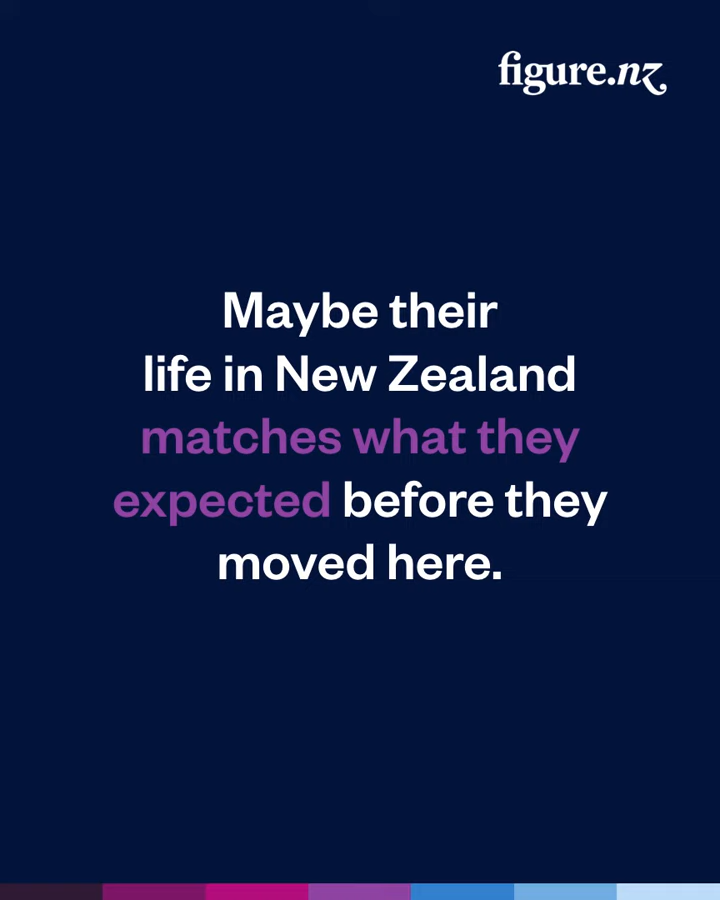 figure.nz
Maybe their
life in New Zealand
matches what they
expected before they
moved here.